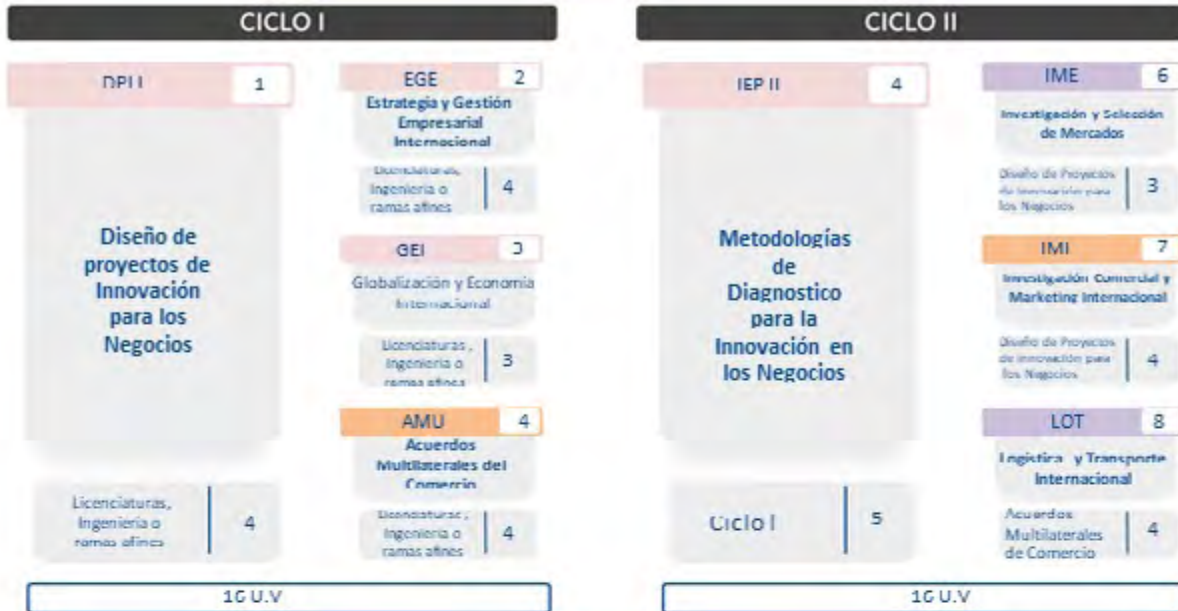 CICLO I
DPI I
1
Diseño de
proyectos de
Innovación
para los
Negocios
Licenciaturas,
Ingeniería o
ramas afines
4
EGE
2
Estrategia y Gestión
Empresarial
Internacional
Licenciaturas,
Ingeniería o
ramas afines
4
GEI
3
Globalización y Economía
Internacional
Licenciaturas,
Ingeniería o
ramas afines
3
AMU
4
Acuerdos
Multilaterales del
Comercio
Licenciaturas,
Ingeniería o
ramas afines
4
16 U.V
CICLO II
IEP II
4
Metodologías
de
Diagnostico
para la
Innovación en
los Negocios
Ciclo I
5
IME
6
Investigación y Selección
de Mercados
Diseño de Proyectos
de Innovación para
los Negocios
3
IMI
7
Investigación Comercial y
Marketing Internacional
Diseño de Proyectos
de Innovación para
los Negocios
4
LOT
8
Logística y Transporte
Internacional
Acuerdos
Multilaterales
de Comercio
4
16 U.V